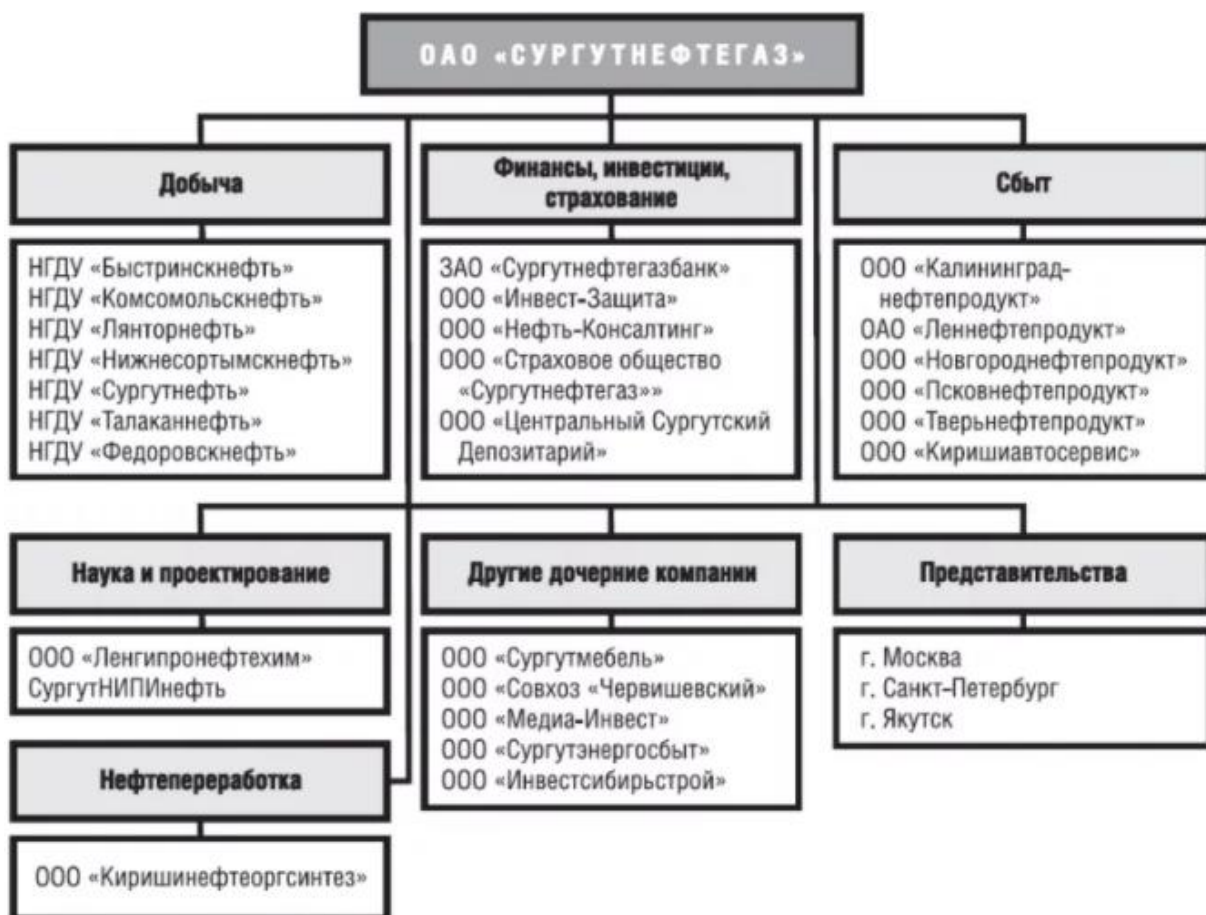 ОАО «СУРГУТНЕФТЕГАЗ»
Добыча
НГДУ «Быстринскнефть»
НГДУ «Комсомольскнефть»
НГДУ «Лянторнефть»
НГДУ «Нижнесортымскнефть»
НГДУ «Сургутнефть»
НГДУ «Талаканнефть»
НГДУ «Федоровскнефть»
Финансы, инвестиции,
страхование
ЗАО «Сургутнефтегазбанк»
ООО «Инвест-Защита»
ООО «Нефть-Консалтинг»
ООО «Страховое общество
«Сургутнефтегаз»»
ООО «Центральный Сургутский
Депозитарий»
Сбыт
ООО «Калининград-
нефтепродукт»
ОАО «Леннефтепродукт»
ООО «Новгороднефтепродукт»
ООО «Псковнефтепродукт»
ООО «Тверьнефтепродукт»
ООО «Киришиавтосервис»
Наука и проектирование
ООО «Ленгипронефтехим»
СургутНИПИнефть
Нефтепереработка
ООО «Киришинефтеоргсинтез»
Другие дочерние компании
ООО «Сургутмебель»
ООО «Совхоз «Червишевский»
ООО «Медиа-Инвест»
ООО «Сургутэнергосбыт»
ООО «Инвестсибирьстрой»
Представительства
г. Москва
г. Санкт-Петербург
г. Якутск